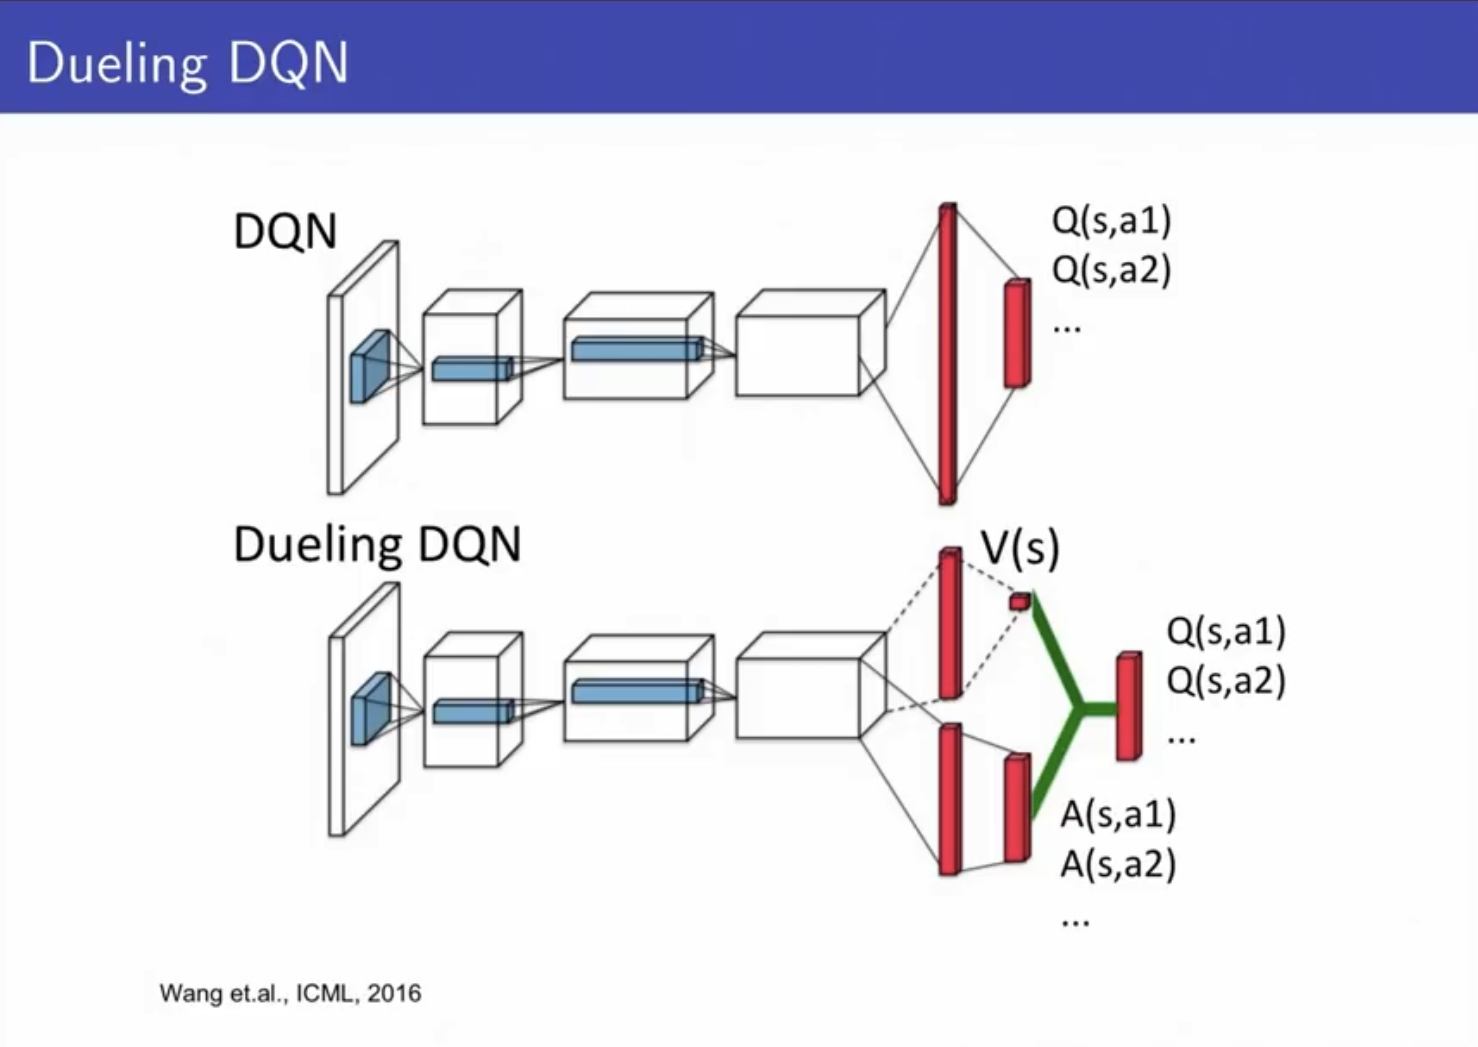 Dueling DQN
DQN
Q(s,a1)
Q(s,a2)
...
Dueling DQN
V(s)
Q(s,a1)
Q(s,a2)
...
A(s,a1)
A(s,a2)
...
Wang et.al., ICML, 2016